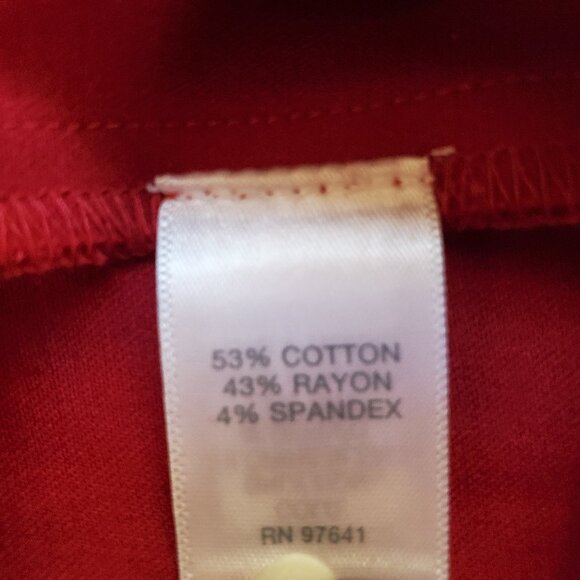 53% COTTON
43% RAYON
4% SPANDEX
RN 97641